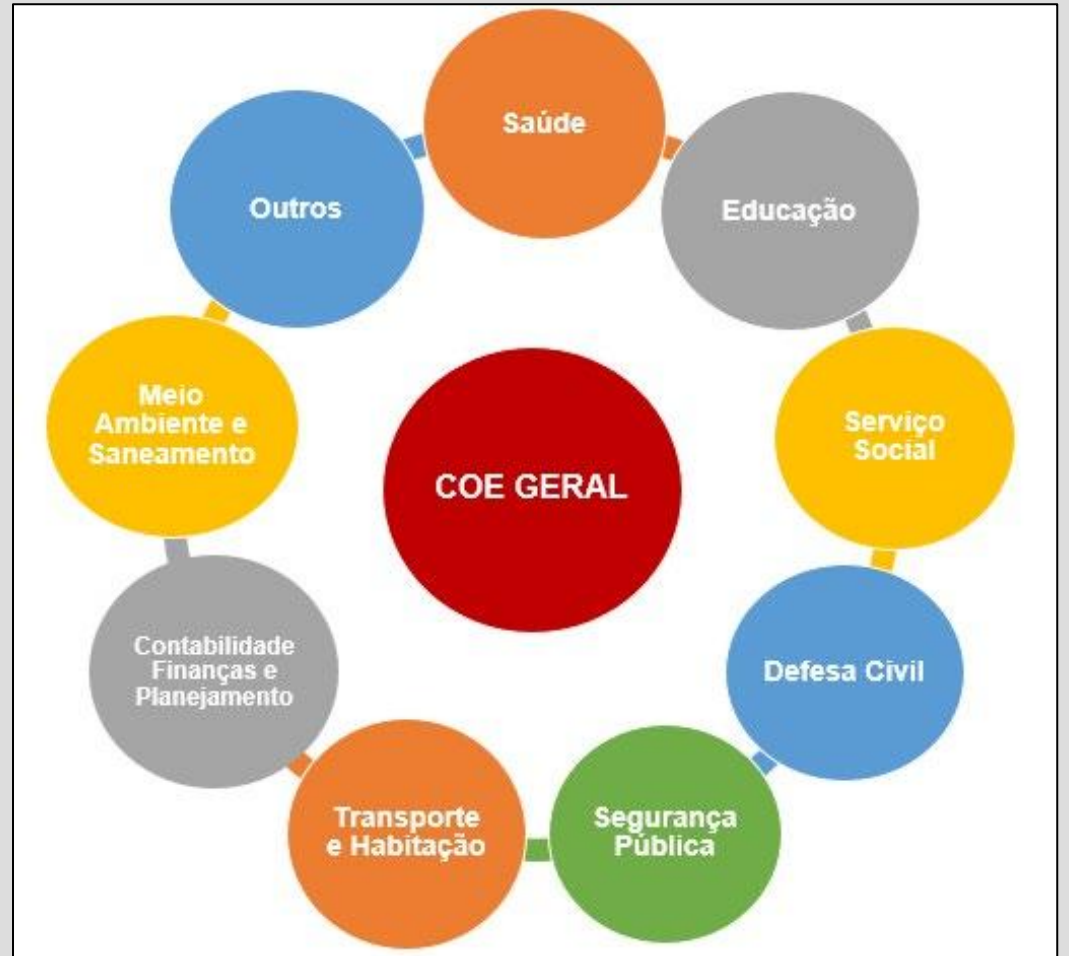 Saúde
Educação
Serviço
Social
Defesa Civil
Segurança
Pública
Transporte
e Habitação
Contabilidade
Finanças e
Planejamento
Meio
Ambiente e
Saneamento
Outros
COE GERAL